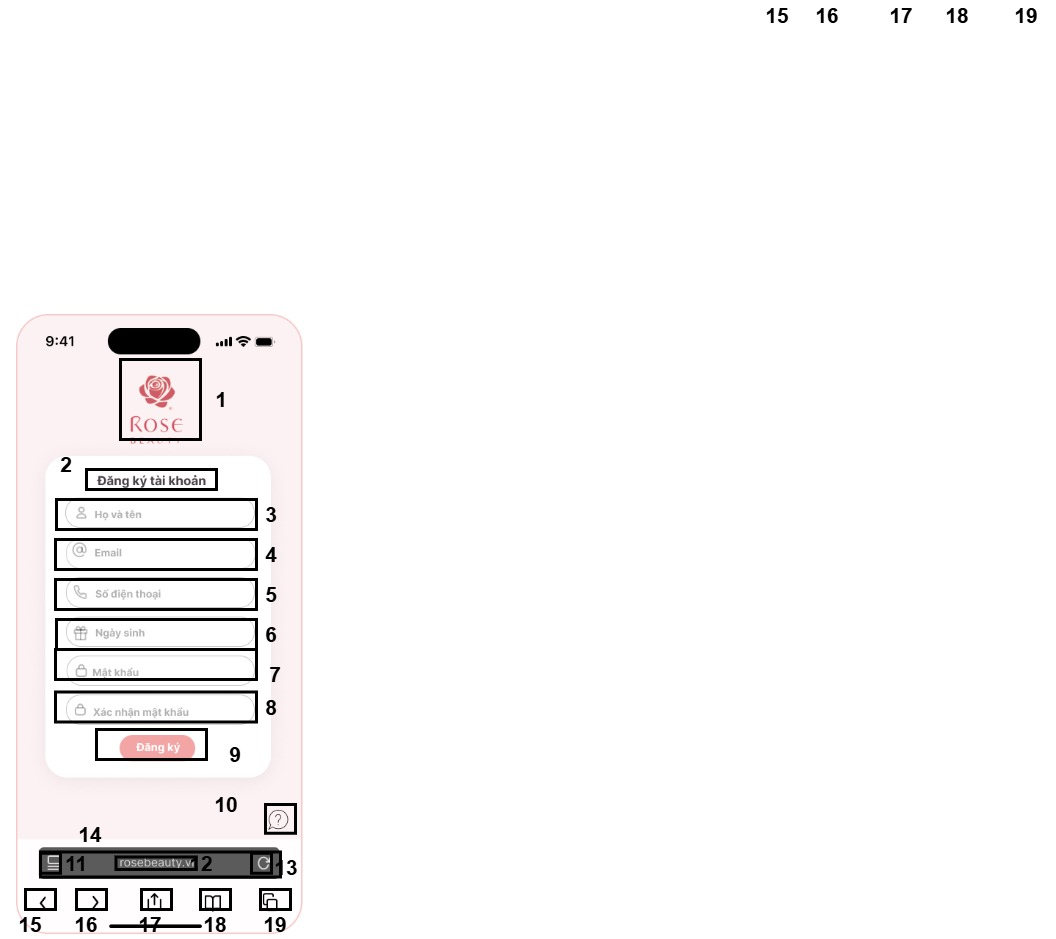 15 16 17 18 19
9:41
1
ROSE
BEAUTY
2
Đăng ký tài khoản
Họ và tên 3
Email 4
Số điện thoại 5
Ngày sinh 6
Mật khẩu 7
Xác nhận mật khẩu 8
Đăng ký 9
10
14
11 rosebeauty.v 2 13
15 16 17 18 19